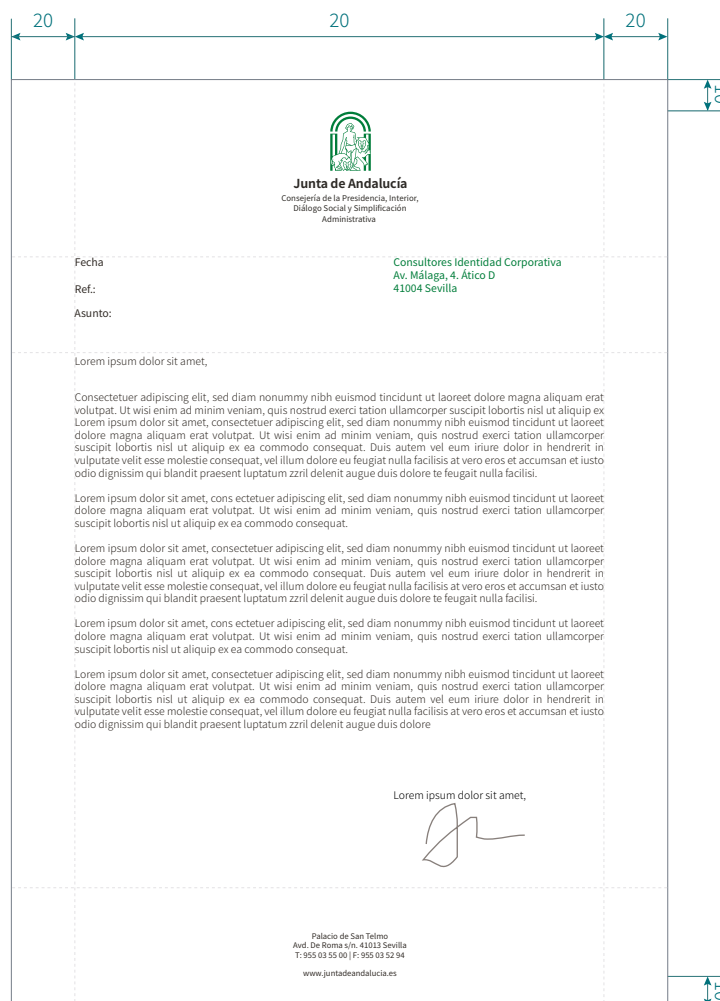 20 20 20
10
Junta de Andalucía
Consejería de la Presidencia, Interior,
Diálogo Social y Simplificación
Administrativa
Fecha
Ref.:
Asunto:
Consultores Identidad Corporativa
Av. Málaga, 4. Ático D
41004 Sevilla
Lorem ipsum dolor sit amet,
Consectetuer adipiscing elit, sed diam nonummy nibh euismod tincidunt ut laoreet dolore magna aliquam erat
volutpat. Ut wisi enim ad minim veniam, quis nostrud exerci tation ullamcorper suscipit lobortis nisl ut aliquip ex
Lorem ipsum dolor sit amet, consectetuer adipiscing elit, sed diam nonummy nibh euismod tincidunt ut laoreet
dolore magna aliquam erat volutpat. Ut wisi enim ad minim veniam, quis nostrud exerci tation ullamcorper
suscipit lobortis nisl ut aliquip ex ea commodo consequat. Duis autem vel eum iriure dolor in hendrerit in
vulputate velit esse molestie consequat, vel illum dolore eu feugiat nulla facilisis at vero eros et accumsan et iusto
odio dignissim qui blandit praesent luptatum zzril delenit augue duis dolore te feugait nulla facilisi.
Lorem ipsum dolor sit amet, cons ectetuer adipiscing elit, sed diam nonummy nibh euismod tincidunt ut laoreet
dolore magna aliquam erat volutpat. Ut wisi enim ad minim veniam, quis nostrud exerci tation ullamcorper
suscipit lobortis nisl ut aliquip ex ea commodo consequat.
Lorem ipsum dolor sit amet, consectetuer adipiscing elit, sed diam nonummy nibh euismod tincidunt ut laoreet
dolore magna aliquam erat volutpat. Ut wisi enim ad minim veniam, quis nostrud exerci tation ullamcorper
suscipit lobortis nisl ut aliquip ex ea commodo consequat. Duis autem vel eum iriure dolor in hendrerit in
vulputate velit esse molestie consequat, vel illum dolore eu feugiat nulla facilisis at vero eros et accumsan et iusto
odio dignissim qui blandit praesent luptatum zzril delenit augue duis dolore te feugait nulla facilisi.
Lorem ipsum dolor sit amet, consectetuer adipiscing elit, sed diam nonummy nibh euismod tincidunt ut laoreet
dolore magna aliquam erat volutpat. Ut wisi enim ad minim veniam, quis nostrud exerci tation ullamcorper
suscipit lobortis nisl ut aliquip ex ea commodo consequat.
Lorem ipsum dolor sit amet, consectetuer adipiscing elit, sed diam nonummy nibh euismod tincidunt ut laoreet
dolore magna aliquam erat volutpat. Ut wisi enim ad minim veniam, quis nostrud exerci tation ullamcorper
suscipit lobortis nisl ut aliquip ex ea commodo consequat. Duis autem vel eum iriure dolor in hendrerit in
vulputate velit esse molestie consequat, vel illum dolore eu feugiat nulla facilisis at vero eros et accumsan et iusto
odio dignissim qui blandit praesent luptatum zzril delenit augue duis dolore
Lorem ipsum dolor sit amet,
Palacio de San Telmo
Avd. De Roma s/n. 41013 Sevilla
T: 955 03 55 00 | F: 955 03 52 94
www.juntadeandalucia.es